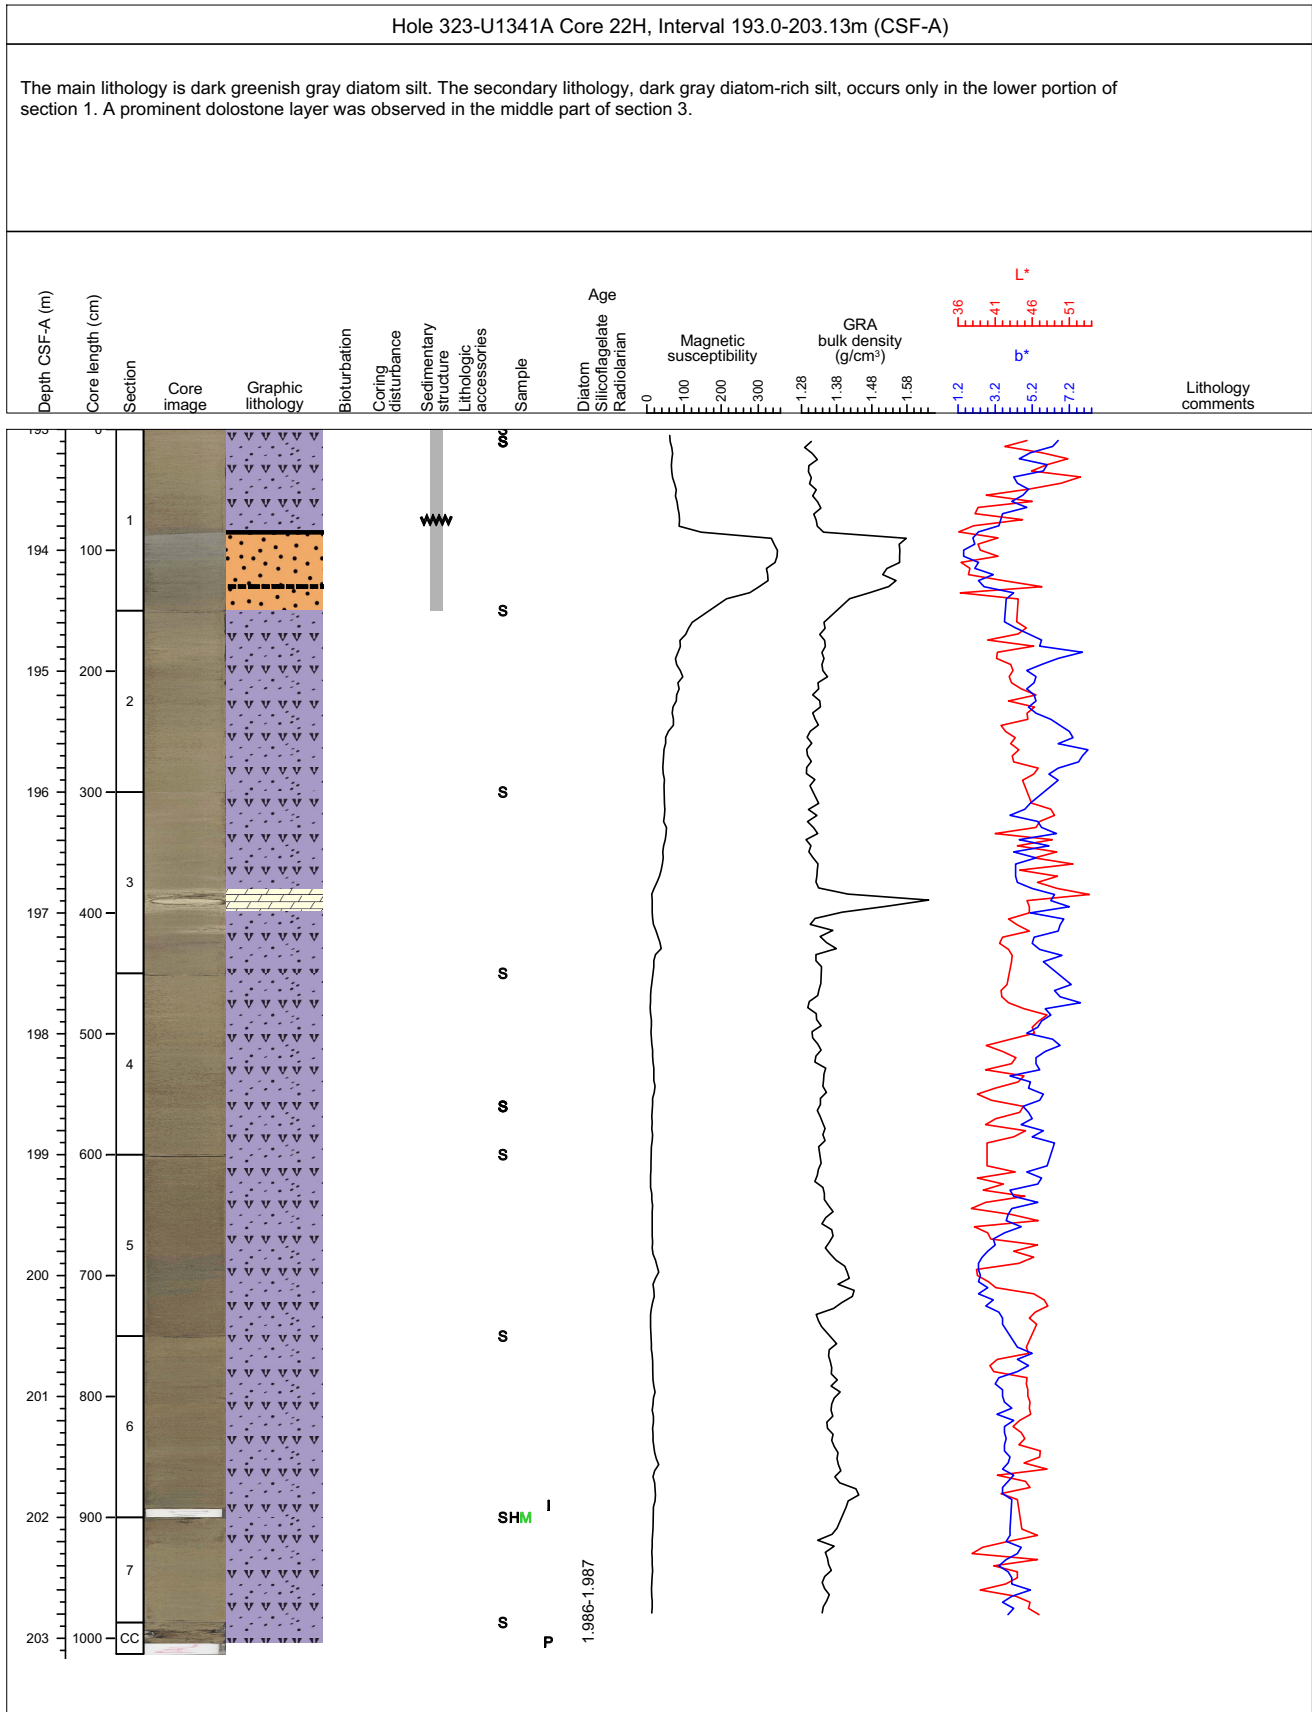 Hole 323-U1341A Core 22H, Interval 193.0-203.13m (CSF-A)
The main lithology is dark greenish gray diatom silt. The secondary lithology, dark gray diatom-rich silt, occurs only in the lower portion of
section 1. A prominent dolostone layer was observed in the middle part of section 3.
Depth CSF-A (m)
Core length (cm)
Section
Core
image
Graphic
lithology
Bioturbation
Coring
disturbance
Sedimentary
structure
Lithologic
accessories
Sample
Age
Diatom
Silicoflagelate
Radiolarian
Magnetic
susceptibility
0 100 200 300
GRA
bulk density
(g/cm³)
1.28 1.38 1.48 1.58
L*
36 41 46 51
b*
1.2 3.2 5.2 7.2
Lithology
comments
193 0
S
S
1
194 100
S
195 200
2
196 300
S
3
197 400
S
198 500
4
S
199 600
S
5
200 700
S
201 800
6
I
202 900
SHM
7
1.986-1.987
S
203 1000 CC
P